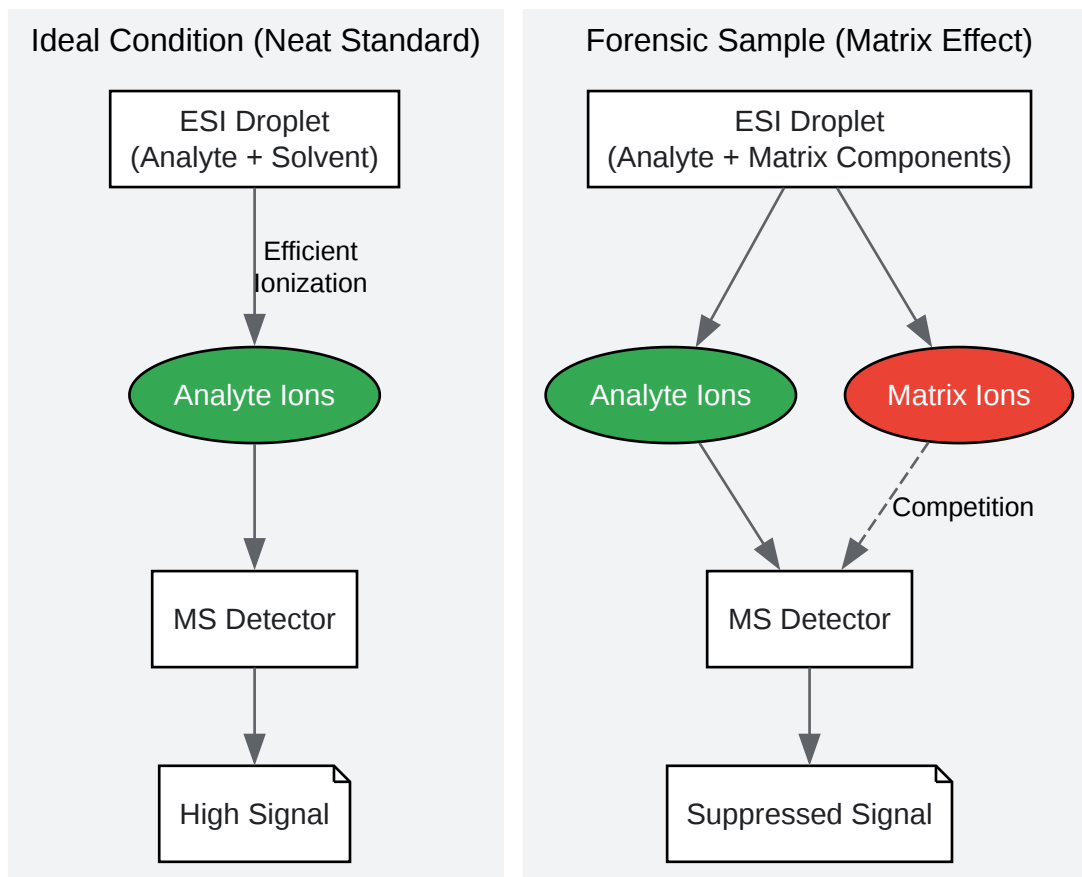 Ideal Condition (Neat Standard)
ESI Droplet
(Analyte + Solvent)
Efficient
Ionization
Analyte Ions
MS Detector
High Signal
Forensic Sample (Matrix Effect)
ESI Droplet
(Analyte + Matrix Components)
Analyte Ions
Matrix Ions
Competition
MS Detector
Suppressed Signal